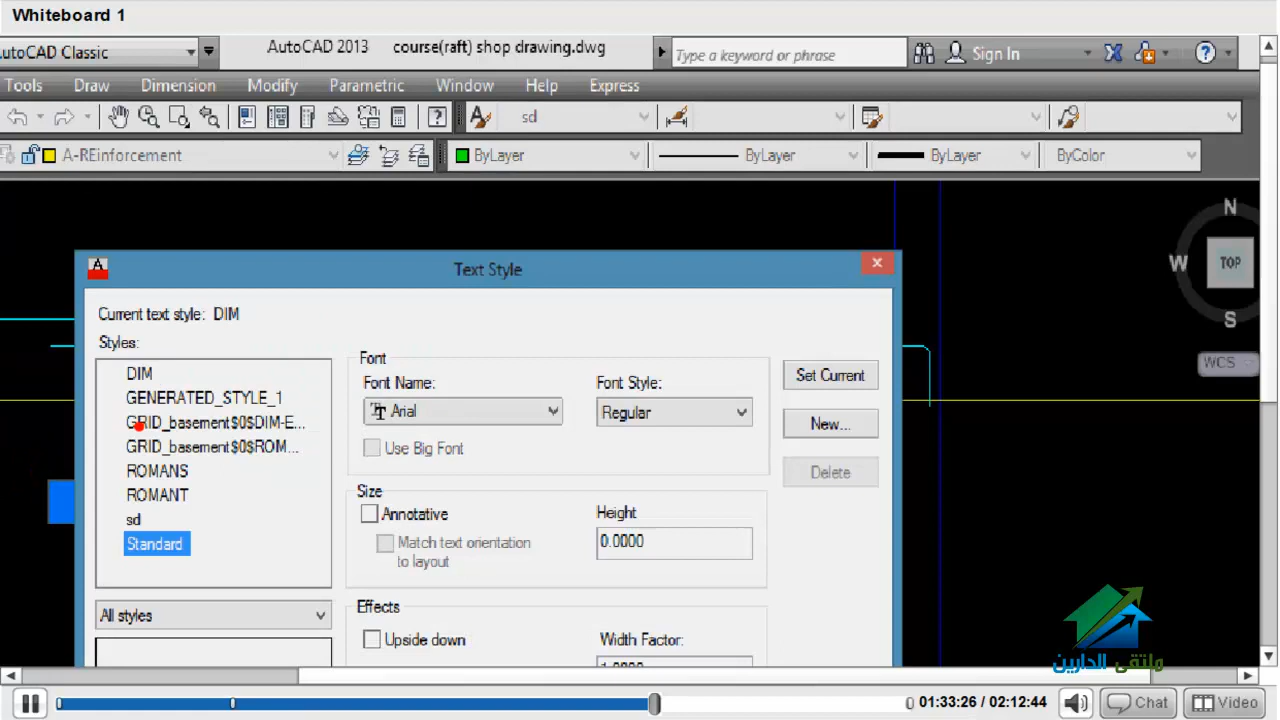 Whiteboard 1
utoCAD Classic
AutoCAD 2013 course(raft) shop drawing.dwg
Type a keyword or phrase
Sign In
Tools Draw Dimension Modify Parametric Window Help Express
sd
A-REinforcement
ByLayer
ByLayer
ByLayer
ByColor
N
W TOP
S
WCS
Text Style
Current text style: DIM
Styles:
DIM
GENERATED_STYLE_1
GRID_basement$0$DIM-E...
GRID_basement$0$ROM...
ROMANS
ROMANT
sd
Standard
All styles
Font
Font Name:
Arial
Font Style:
Regular
Use Big Font
Size
Annotative
Match text orientation
to layout
Height
0.0000
Effects
Upside down
Width Factor:
1.0000
Set Current
New...
Delete
ملتقى الدارين
01:33:26 / 02:12:44
Chat
Video